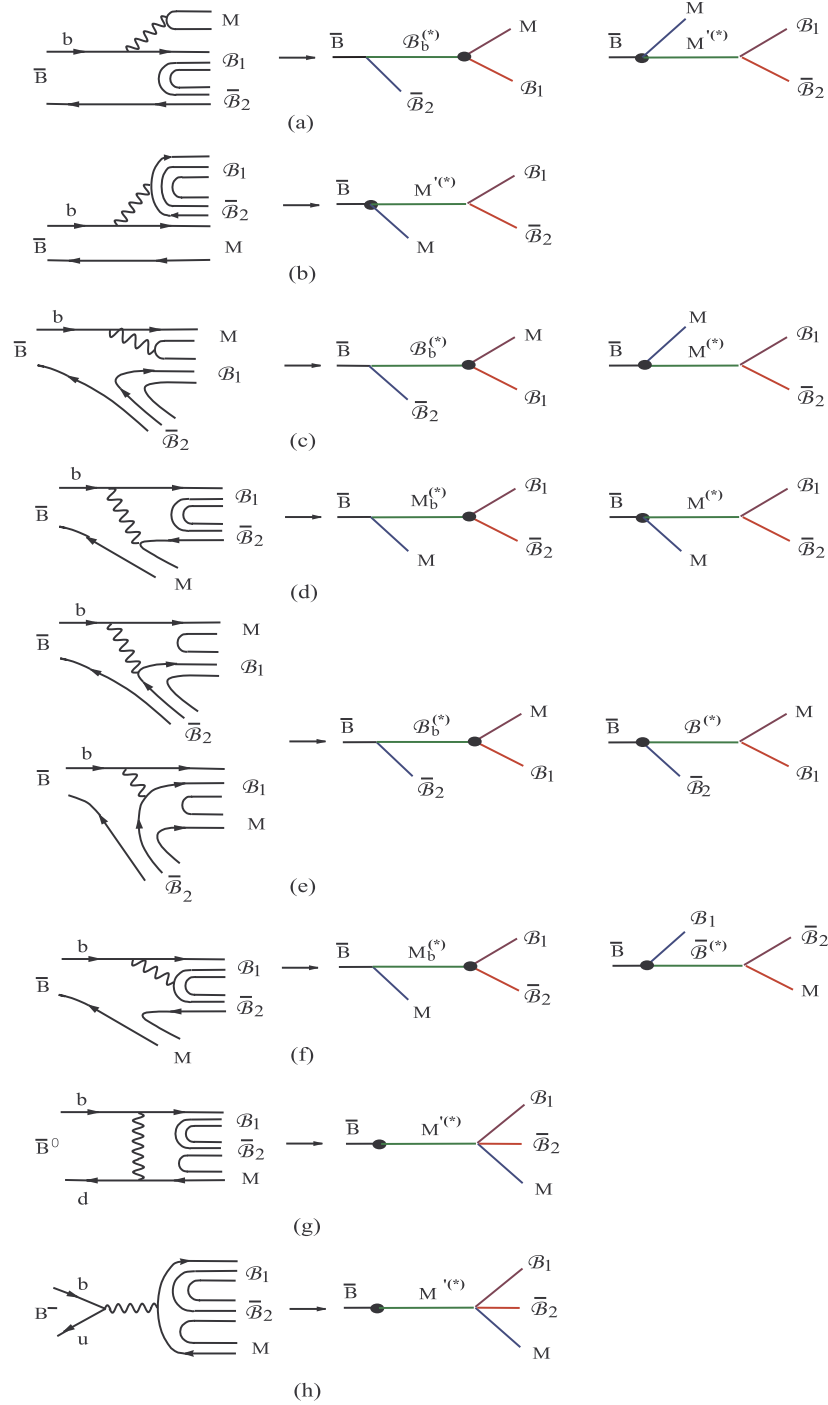 M b B̄ ℬ1 ℬ̄2 B̄ ℬb(*) M ℬ̄2 ℬ1 B̄ M M'(*) ℬ1 ℬ̄2
(a)
b B̄ ℬ1 ℬ̄2 M B̄ M'(*) M ℬ1 ℬ̄2
(b)
b B̄ M ℬ1 ℬ̄2 B̄ ℬb(*) M ℬ̄2 ℬ1 B̄ M M(*) ℬ1 ℬ̄2
(c)
b B̄ ℬ1 ℬ̄2 M B̄ Mb(*) M ℬ1 ℬ̄2 B̄ M(*) M ℬ1 ℬ̄2
(d)
b B̄ M ℬ1 ℬ̄2
b B̄ ℬ1 M ℬ̄2 B̄ ℬb(*) ℬ̄2 M ℬ1 B̄ ℬ(*) ℬ̄2 M ℬ1
(e)
b B̄ ℬ1 ℬ̄2 M B̄ Mb(*) M ℬ1 ℬ̄2 B̄ ℬ1 ℬ̄(*) ℬ̄2 M
(f)
b B̄0 d ℬ1 ℬ̄2 M B̄ M'(*) ℬ1 ℬ̄2 M
(g)
b B− u ℬ1 ℬ̄2 M B̄ M'(*) ℬ1 ℬ̄2 M
(h)